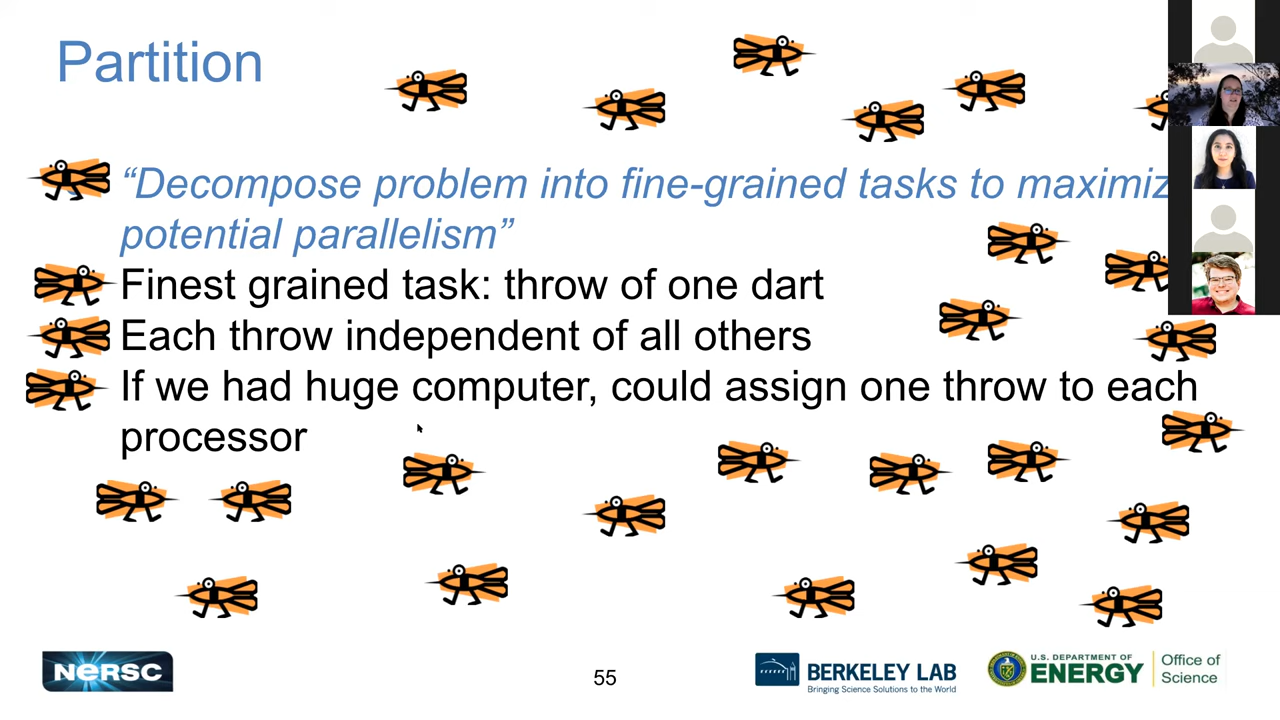 Partition
“Decompose problem into fine-grained tasks to maximiz
potential parallelism”
Finest grained task: throw of one dart
Each throw independent of all others
If we had huge computer, could assign one throw to each
processor
NERSC
55
BERKELEY LAB
Bringing Science Solutions to the World
U.S. DEPARTMENT OF
ENERGY
Office of
Science